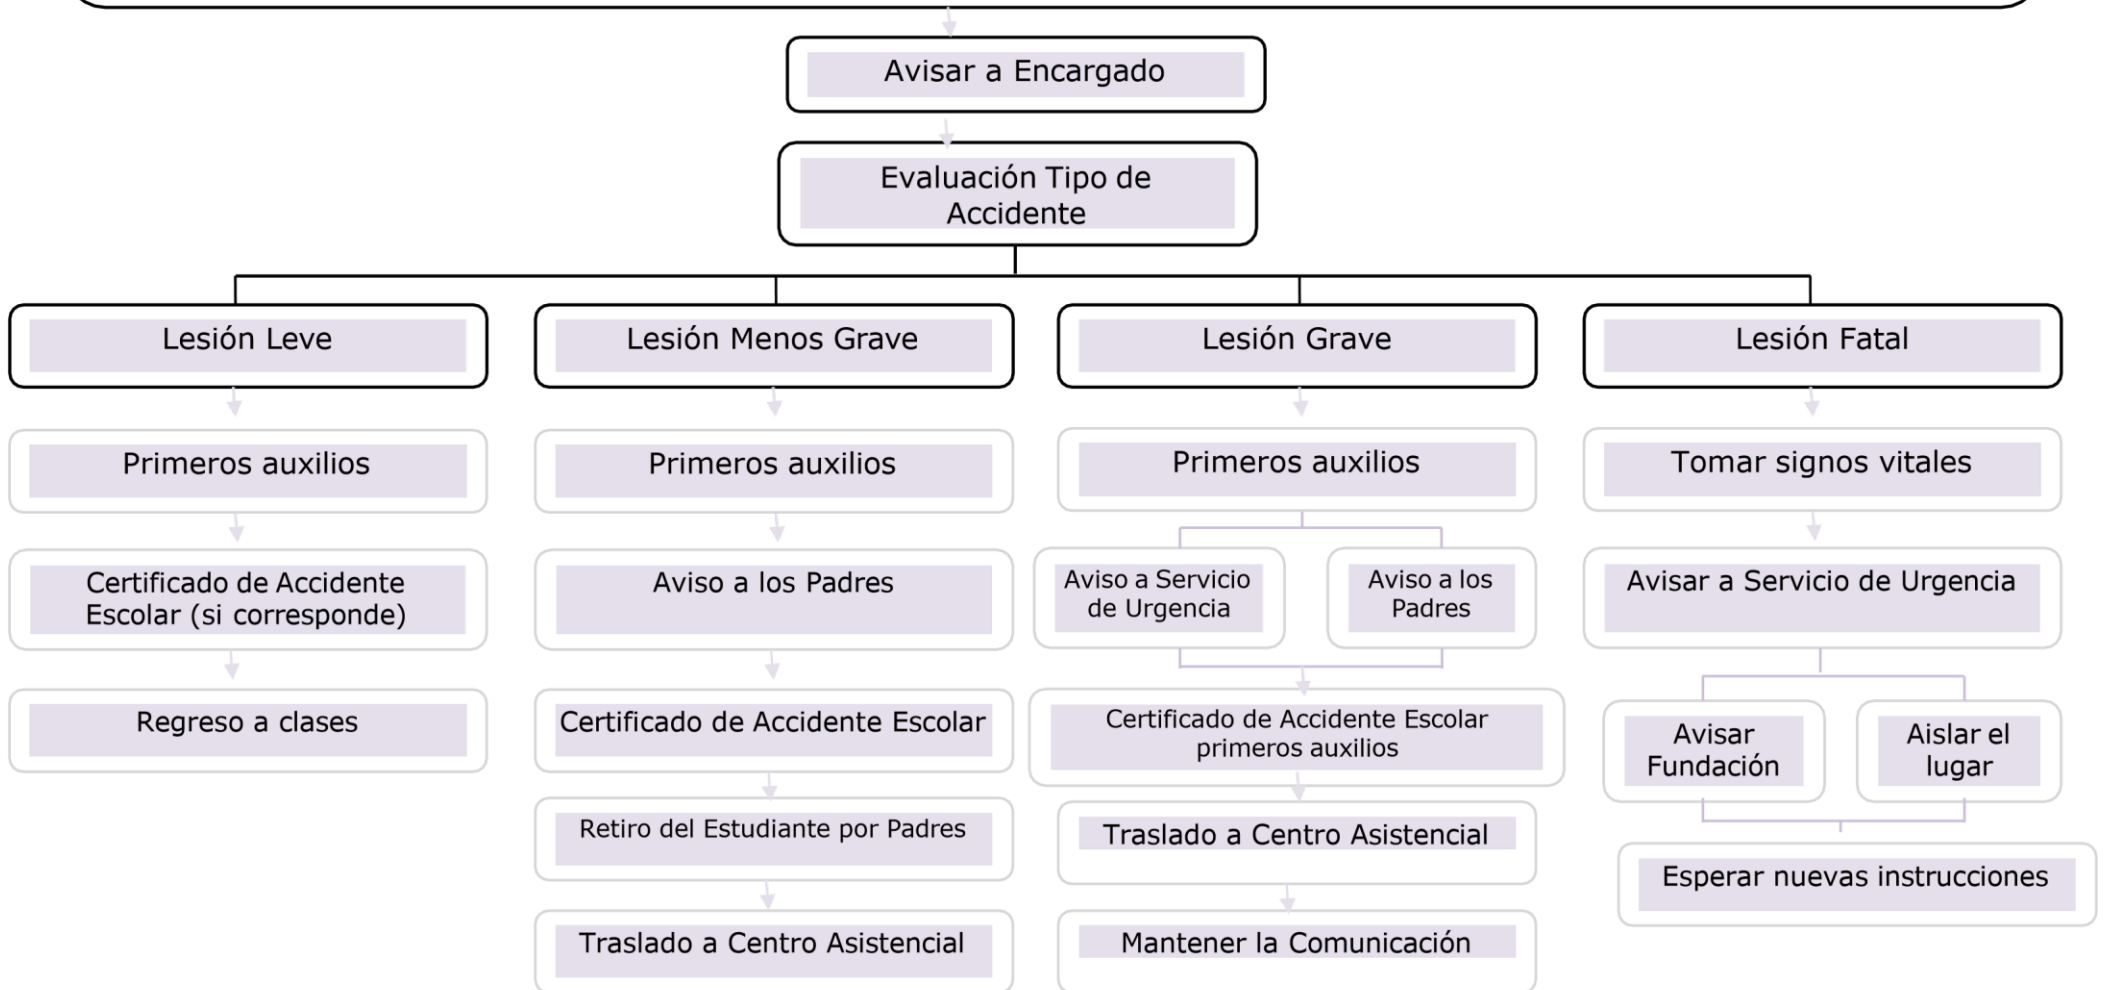 Avisar a Encargado
Evaluación Tipo de
Accidente
Lesión Leve
Lesión Menos Grave
Lesión Grave
Lesión Fatal
Primeros auxilios
Primeros auxilios
Primeros auxilios
Tomar signos vitales
Certificado de Accidente
Escolar (si corresponde)
Aviso a los Padres
Aviso a Servicio
de Urgencia
Aviso a los
Padres
Avisar a Servicio de Urgencia
Regreso a clases
Certificado de Accidente Escolar
Certificado de Accidente Escolar
primeros auxilios
Avisar
Fundación
Aislar el
lugar
Retiro del Estudiante por Padres
Traslado a Centro Asistencial
Esperar nuevas instrucciones
Traslado a Centro Asistencial
Mantener la Comunicación